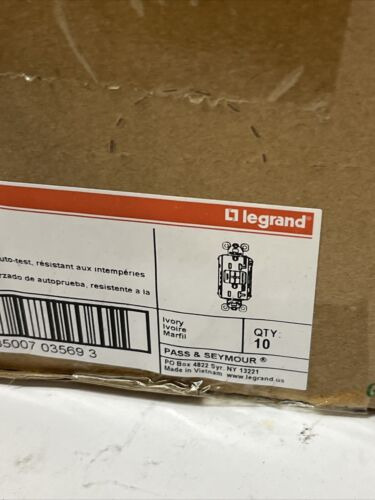 legrand®
auto-test, résistant aux intempéries
rzado de autoprueba, resistente a la
Ivory
Ivoire
Marfil
QTY:
10
5007 03569 3
PASS & SEYMOUR®
PO Box 4822 Syr. NY 13221
Made in Vietnam www.legrand.us